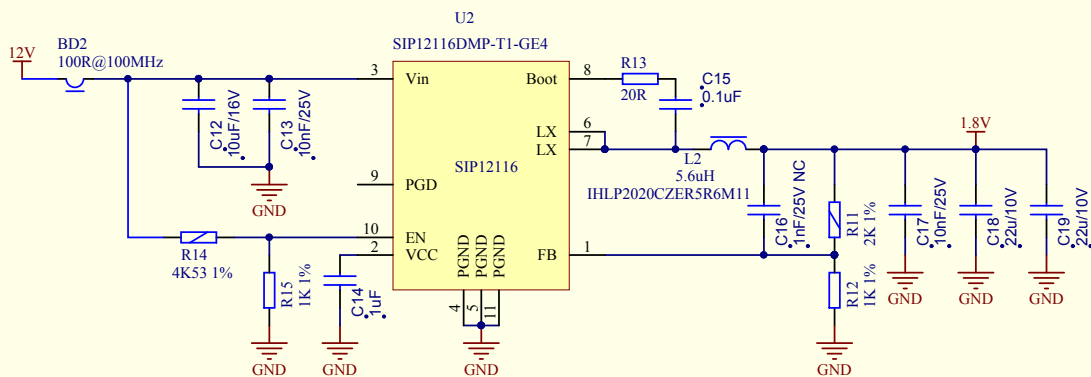 U2
SIP12116DMP-T1-GE4
12V
BD2
100R@100MHz
3
Vin
Boot
8
R13
20R
C15
0.1uF
C12
10uF/16V
C13
10nF/25V
GND
LX
6
LX
7
L2
5.6uH
IHLP2020CZER5R6M11
1.8V
SIP12116
9
PGD
10
EN
2
VCC
R14
4K53 1%
R15
1K 1%
GND
C14
1uF
GND
PGND
PGND
PGND
4
5
11
GND
FB
1
C16
1nF/25V NC
R11
2K 1%
R12
1K 1%
GND
C17
10nF/25V
GND
C18
22u/10V
GND
C19
22u/10V
GND